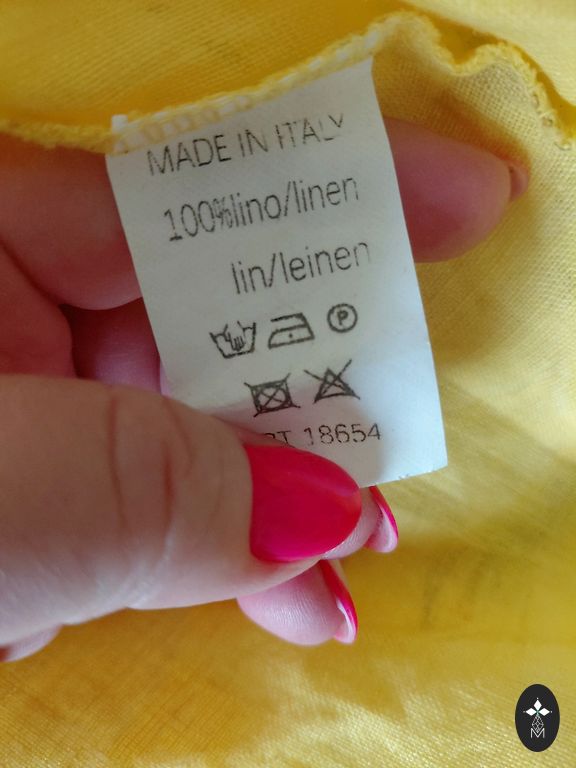 MADE IN ITALY
100%lino/linen
lin/leinen
P
18654
M